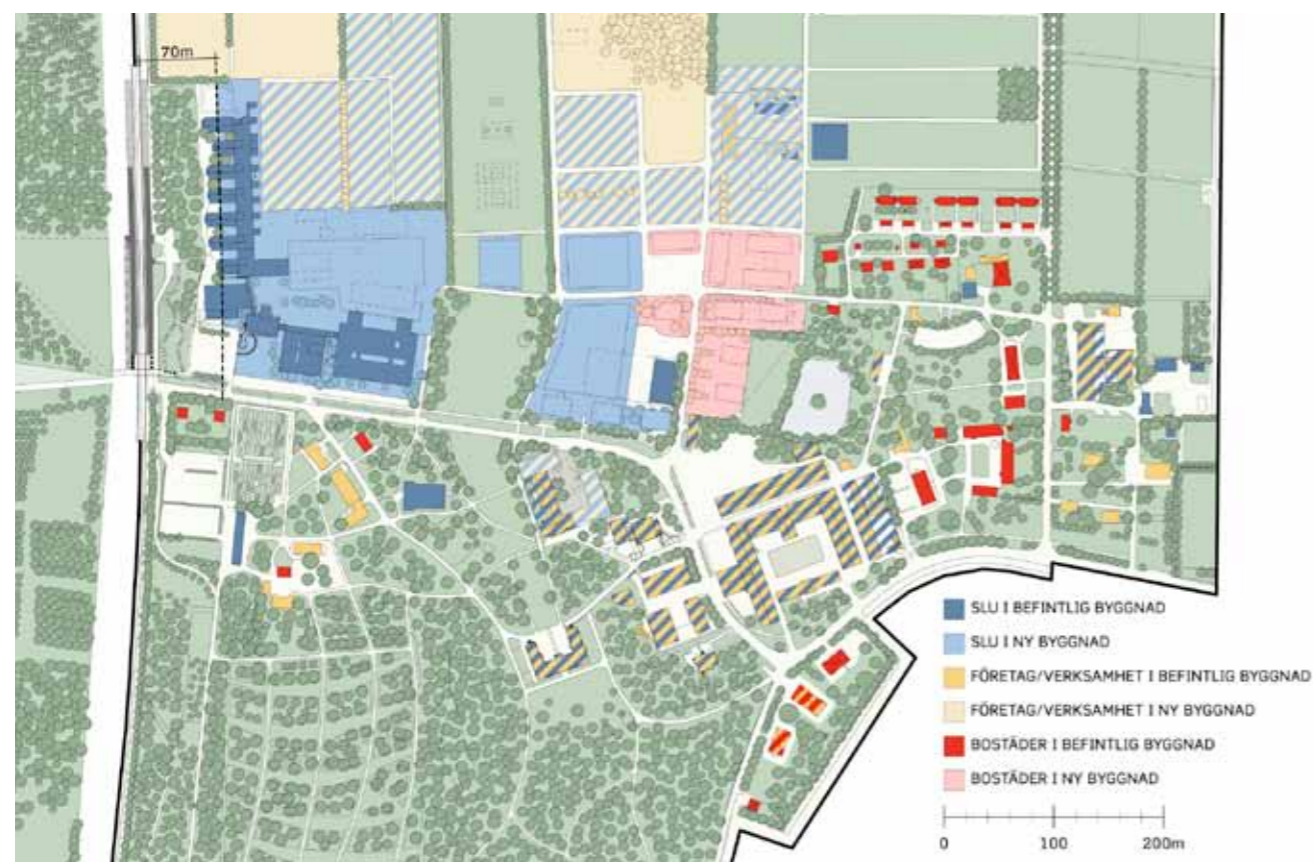 70m
SLU I BEFINTLIG BYGGNAD
SLU I NY BYGGNAD
FÖRETAG/VERKSAMHET I BEFINTLIG BYGGNAD
FÖRETAG/VERKSAMHET I NY BYGGNAD
BOSTÄDER I BEFINTLIG BYGGNAD
BOSTÄDER I NY BYGGNAD
0 100 200m